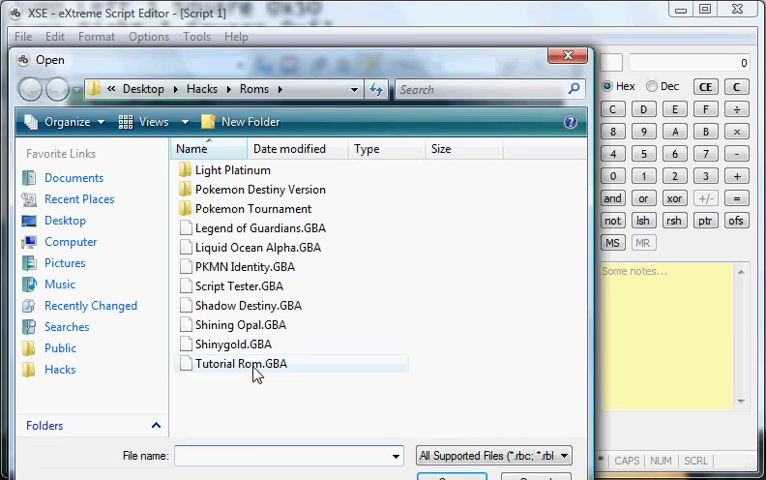 XSE - eXtreme Script Editor - [Script 1]
File Edit Format Options Tools Help
Open
0
« Desktop Hacks Roms
Search
Hex Dec CE C
Organize Views New Folder
C D E F ÷
Favorite Links
Name Date modified Type Size
8 9 A B ×
4 5 6 7 -
0 1 2 3 +
and or xor +/- =
not lsh rsh ptr ofs
MS MR
Documents
Recent Places
Desktop
Computer
Pictures
Music
Recently Changed
Searches
Public
Hacks
Folders
Light Platinum
Pokemon Destiny Version
Pokemon Tournament
Legend of Guardians.GBA
Liquid Ocean Alpha.GBA
PKMN Identity.GBA
Script Tester.GBA
Shadow Destiny.GBA
Shining Opal.GBA
Shinygold.GBA
Tutorial Rom.GBA
Some notes...
File name:
All Supported Files (*.rbc; *.rbl
CAPS NUM SCRL